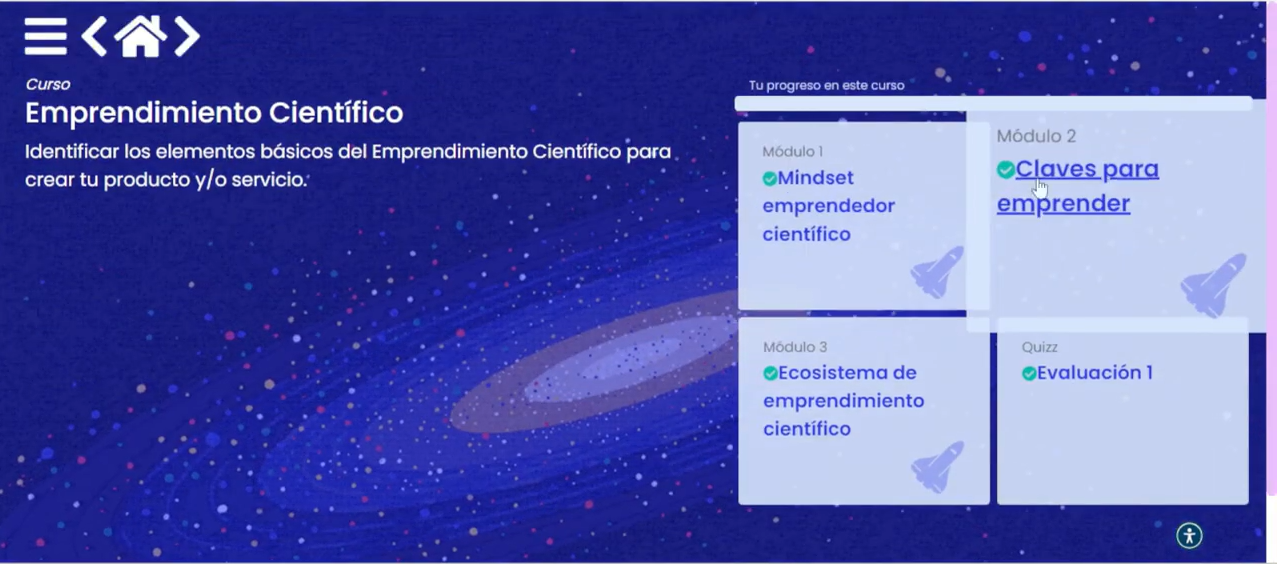 Curso
Emprendimiento Científico
Identificar los elementos básicos del Emprendimiento Científico para
crear tu producto y/o servicio.
Tu progreso en este curso
Módulo 1
Mindset
emprendedor
científico
Módulo 2
Claves para
emprender
Módulo 3
Ecosistema de
emprendimiento
científico
Quizz
Evaluación 1